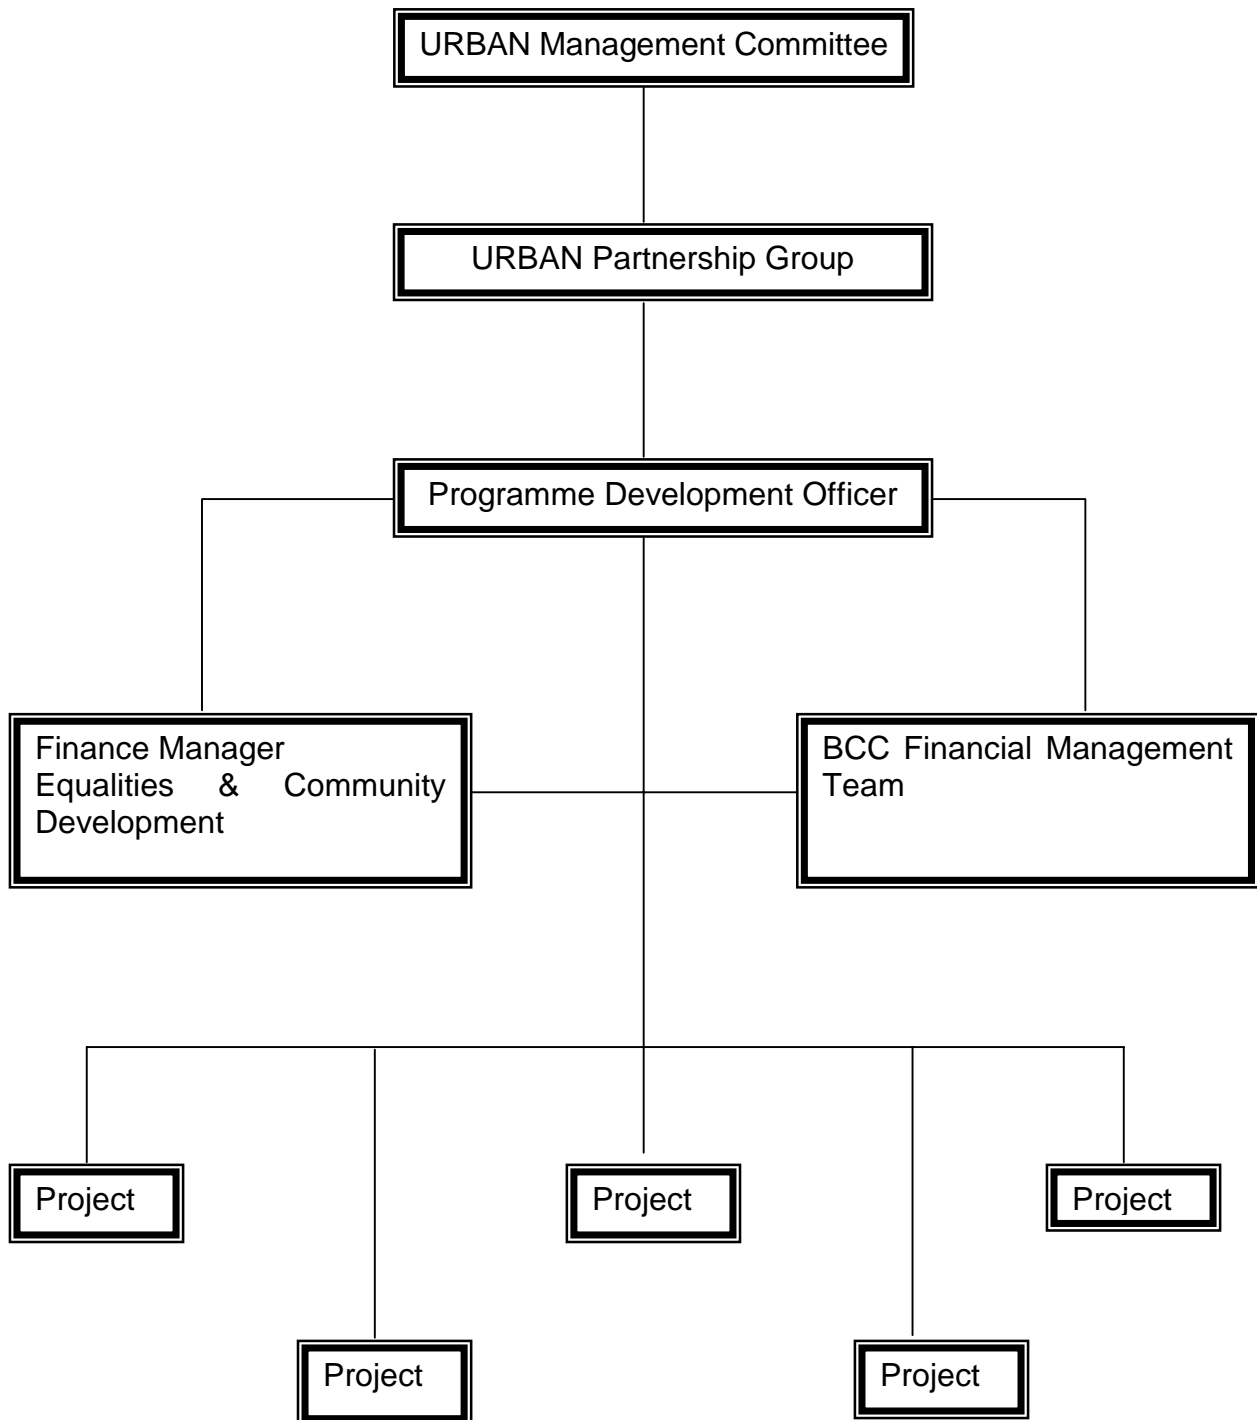 URBAN Management Committee
URBAN Partnership Group
Programme Development Officer
Finance Manager
Equalities & Community
Development
BCC Financial Management
Team
Project
Project
Project
Project
Project